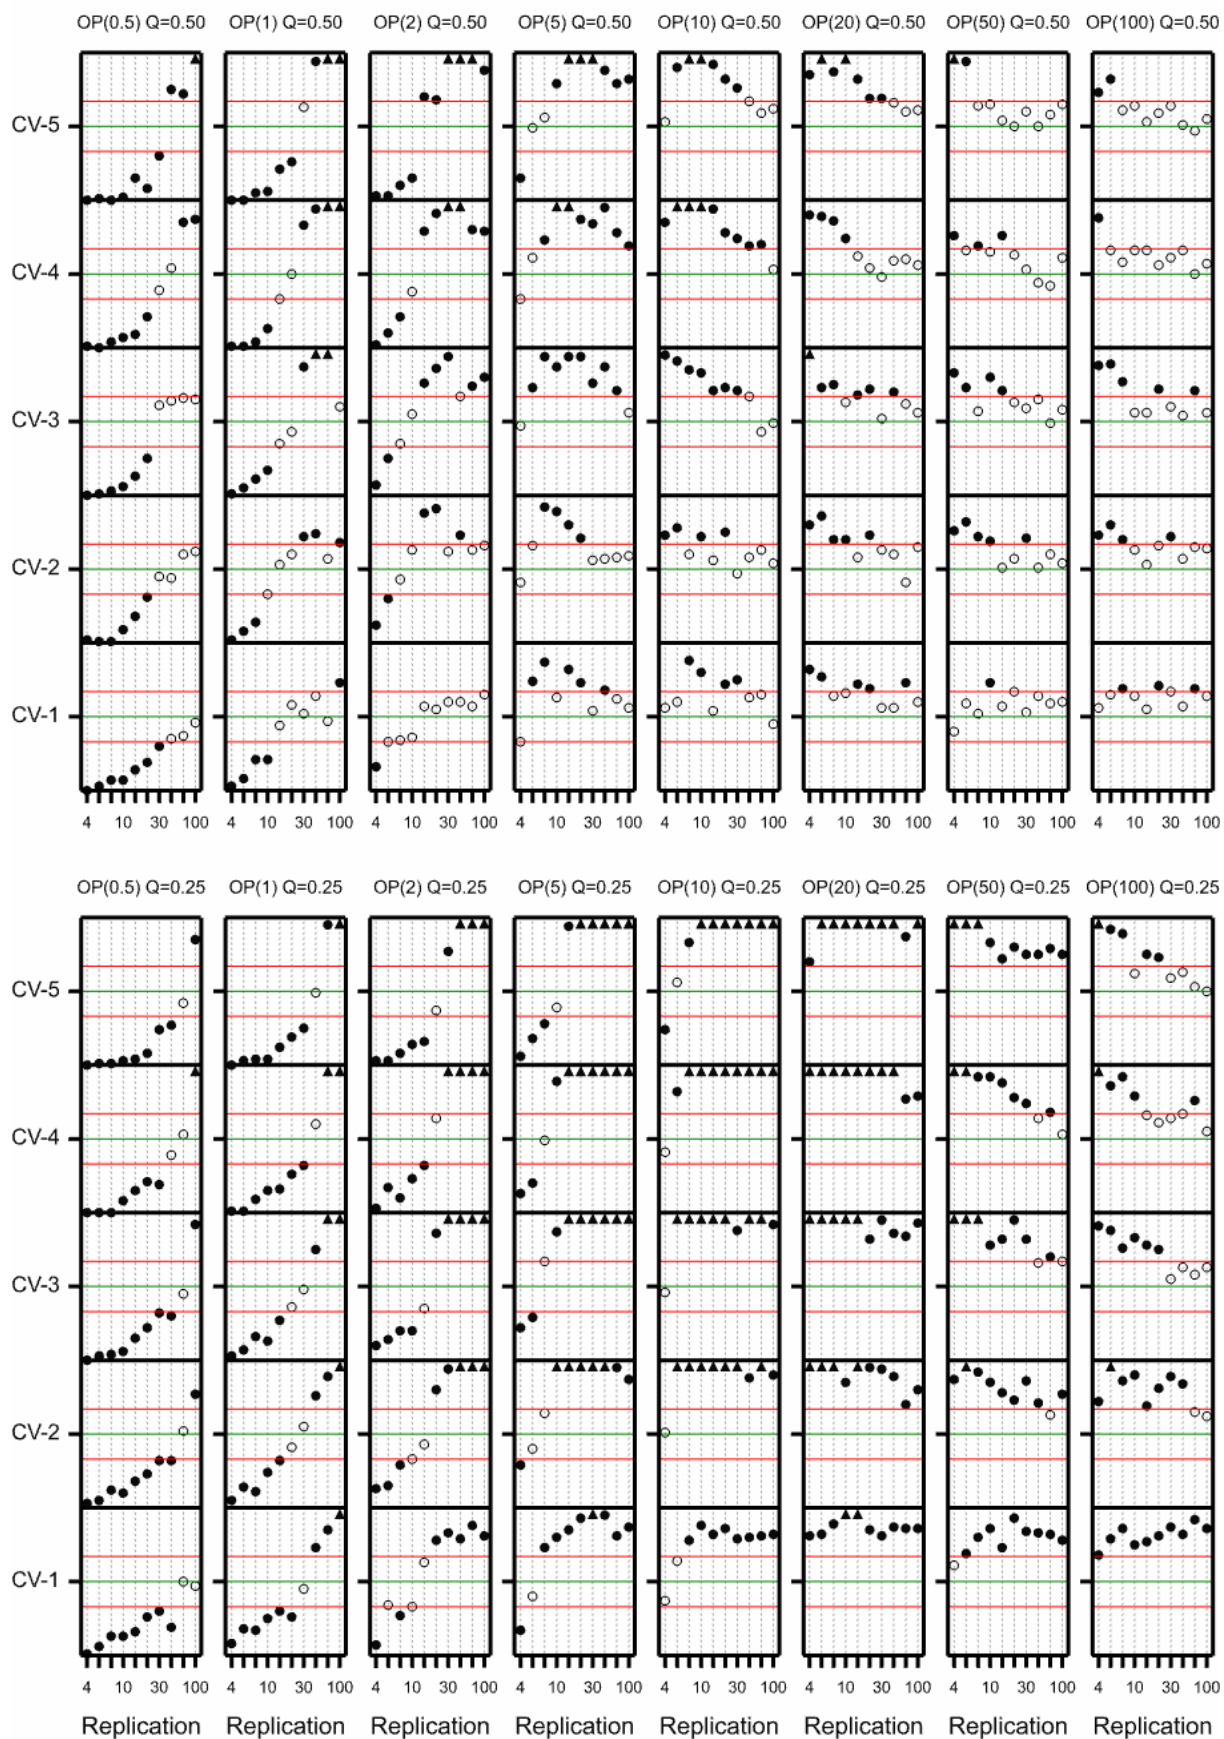 OP(0.5) Q=0.50 OP(1) Q=0.50 OP(2) Q=0.50 OP(5) Q=0.50 OP(10) Q=0.50 OP(20) Q=0.50 OP(50) Q=0.50 OP(100) Q=0.50
CV-5
CV-4
CV-3
CV-2
CV-1
4 10 30 100 4 10 30 100 4 10 30 100 4 10 30 100 4 10 30 100 4 10 30 100 4 10 30 100 4 10 30 100
OP(0.5) Q=0.25 OP(1) Q=0.25 OP(2) Q=0.25 OP(5) Q=0.25 OP(10) Q=0.25 OP(20) Q=0.25 OP(50) Q=0.25 OP(100) Q=0.25
CV-5
CV-4
CV-3
CV-2
CV-1
4 10 30 100 4 10 30 100 4 10 30 100 4 10 30 100 4 10 30 100 4 10 30 100 4 10 30 100 4 10 30 100
Replication Replication Replication Replication Replication Replication Replication Replication